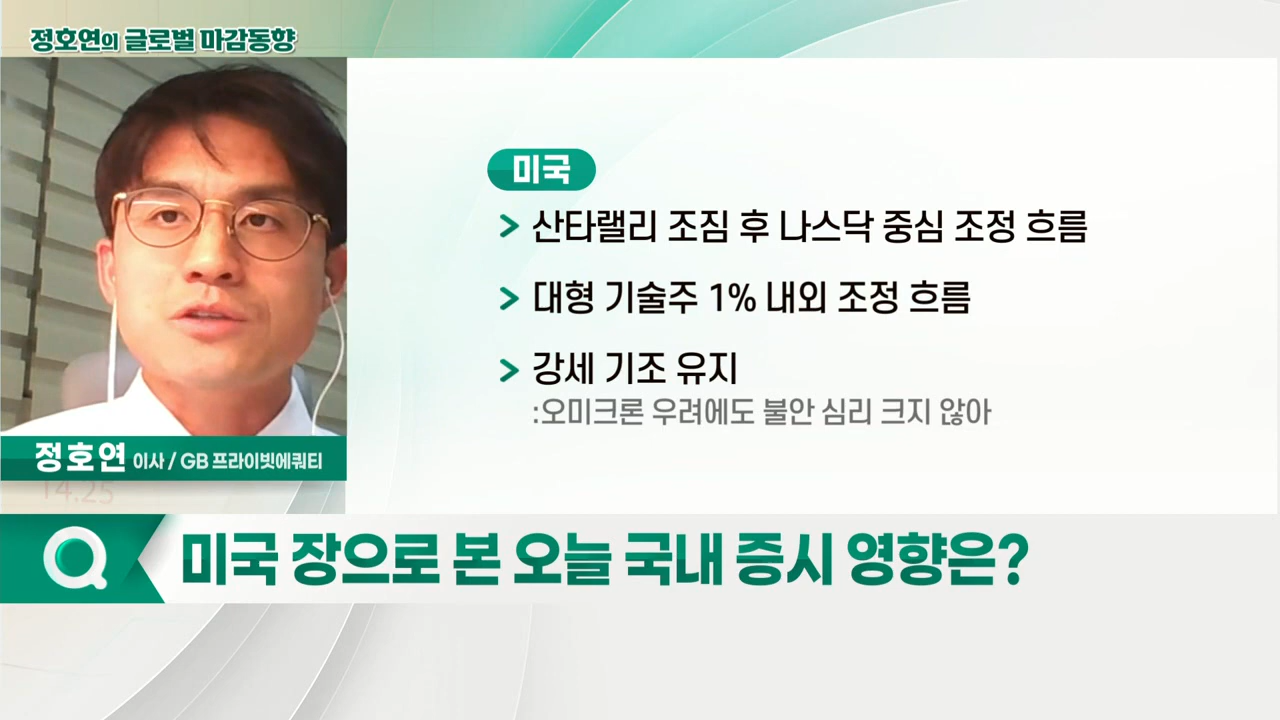 정호연의 글로벌 마감동향
미국
> 산타랠리 조짐 후 나스닥 중심 조정 흐름
> 대형 기술주 1% 내외 조정 흐름
> 강세 기조 유지
:오미크론 우려에도 불안 심리 크지 않아
정호연 이사 / GB 프라이빗에쿼티
14.25
Q 미국 장으로 본 오늘 국내 증시 영향은?